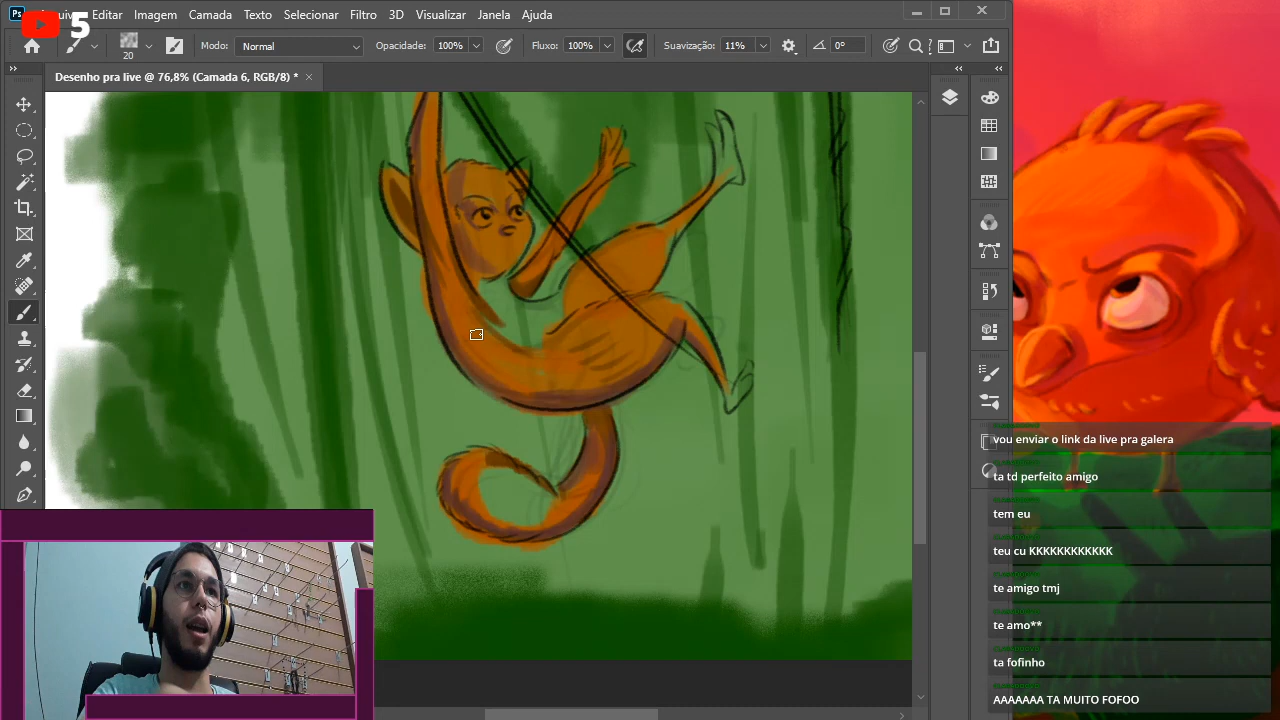 Ps Arquivo Editar Imagem Camada Texto Selecionar Filtro 3D Visualizar Janela Ajuda
5
20 Modo: Normal Opacidade: 100% Fluxo: 100% Suavização: 11% 0°
Desenho pra live @ 76,8% (Camada 6, RGB/8) *
vou enviar o link da live pra galera
ta td perfeito amigo
tem eu
teu cu KKKKKKKKKKKK
te amigo tmj
te amo**
ta fofinho
AAAAAAA TA MUITO FOFOO